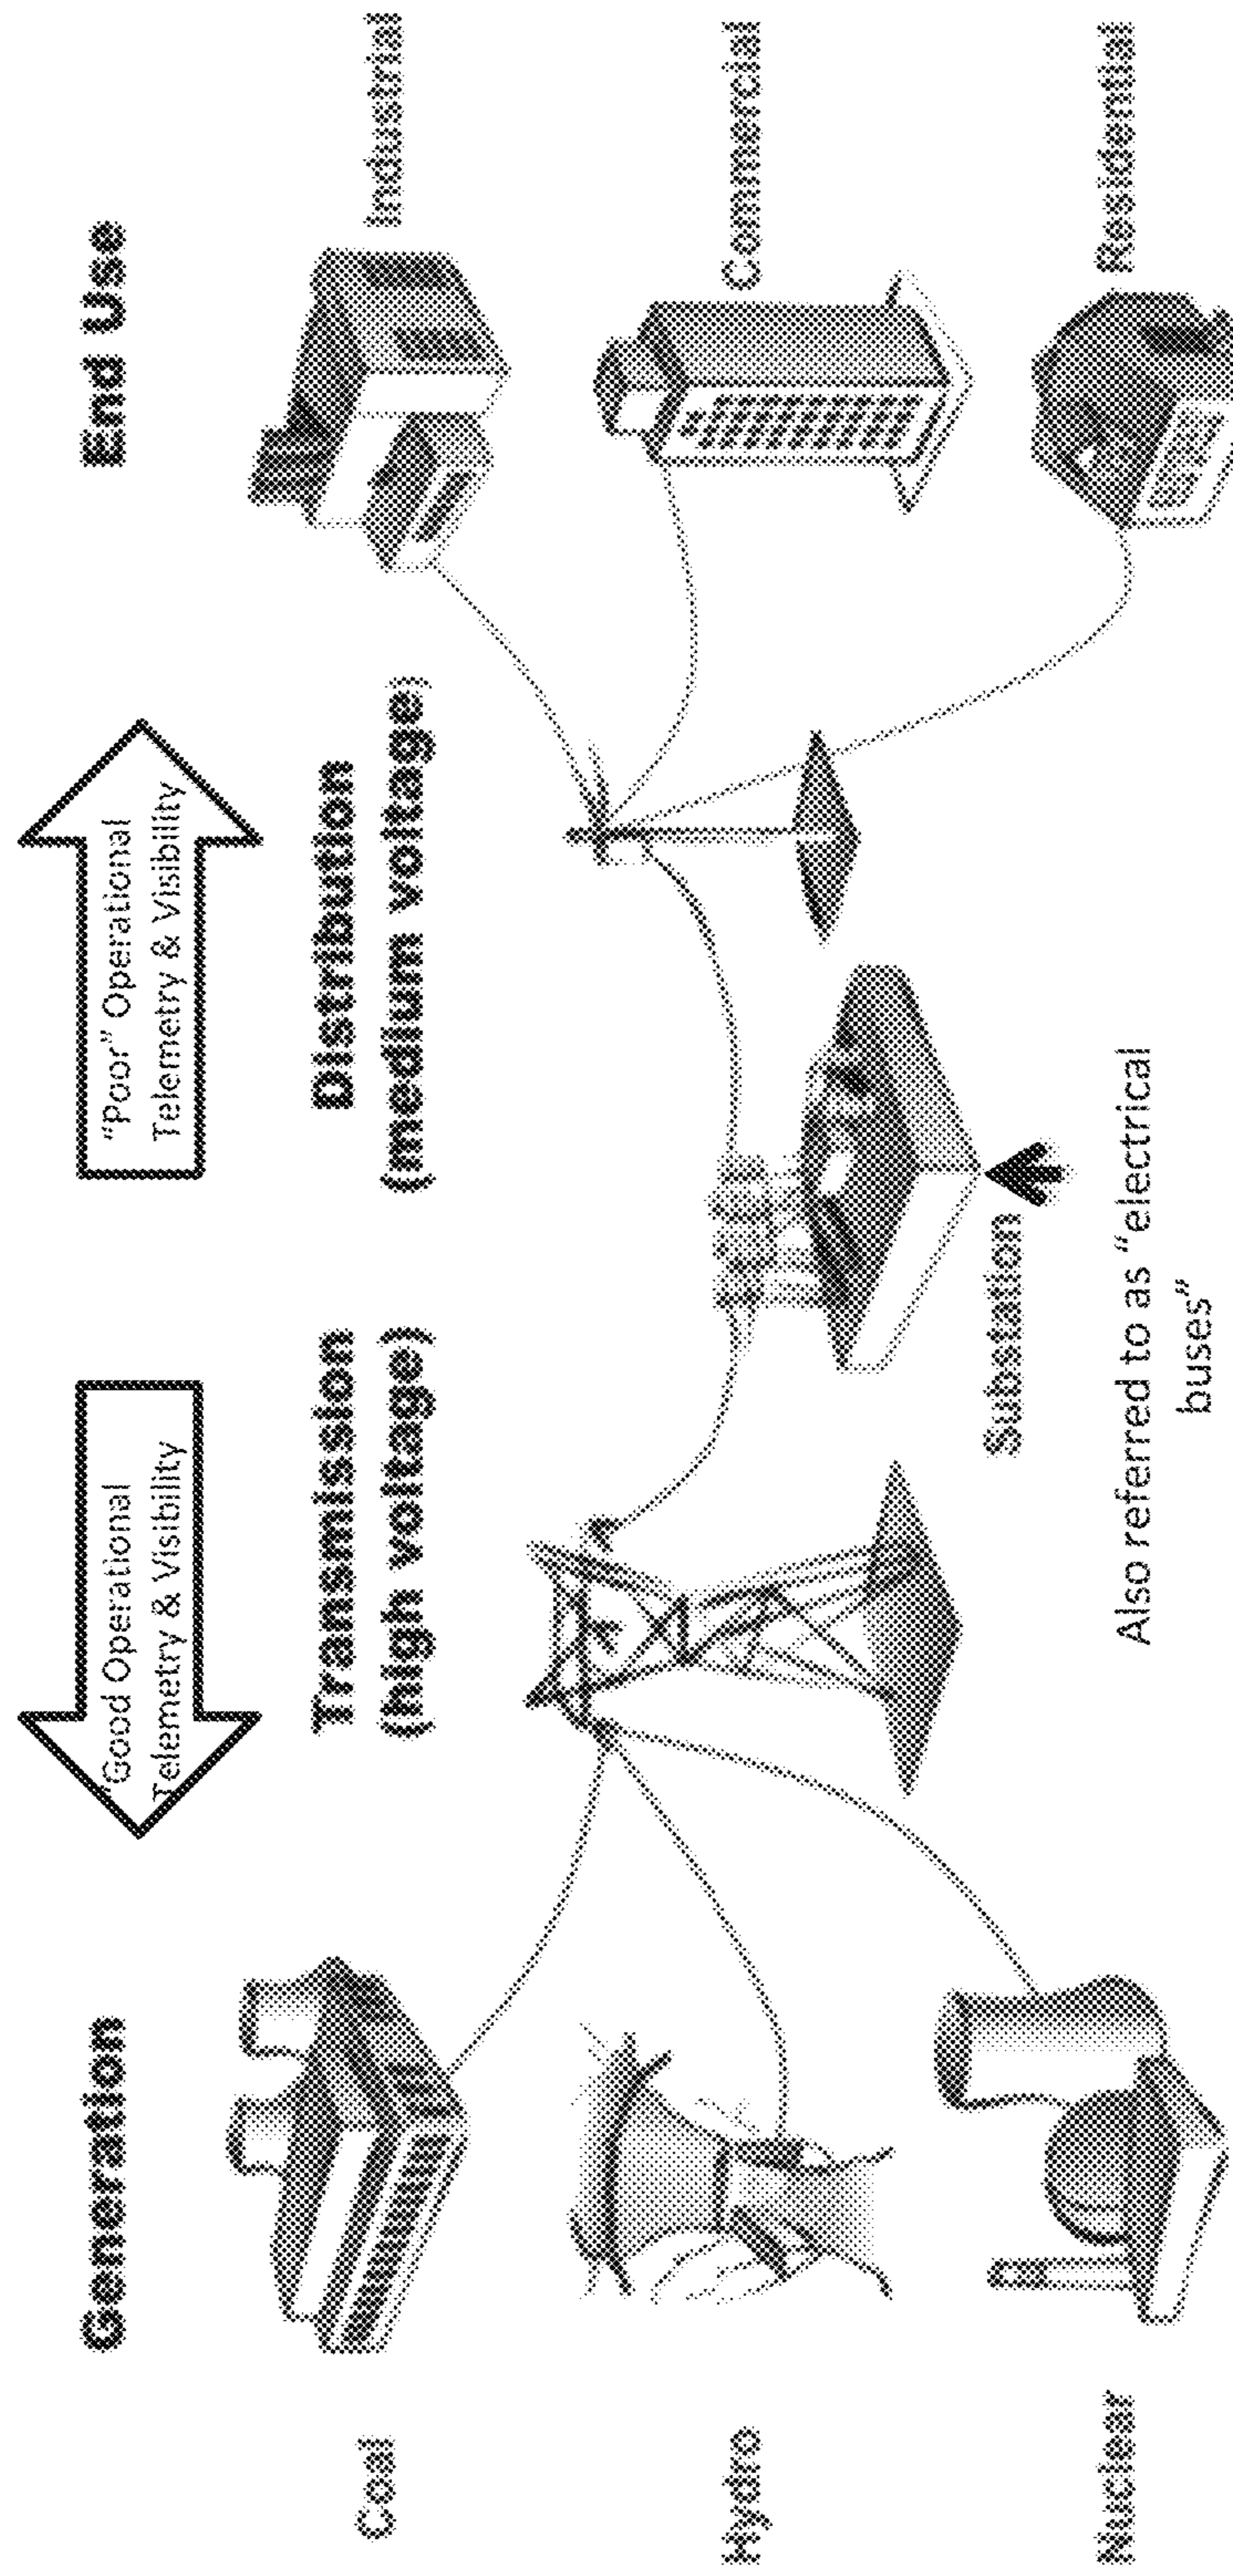 Generation
End Use
"Good Operational
Telemetry & Visibility
"Poor" Operational
Telemetry & Visibility
Transmission
(high voltage)
Distribution
(medium voltage)
Coal
Hydro
Nuclear
Industrial
Commercial
Residential
Substation
Also referred to as "electrical
buses"